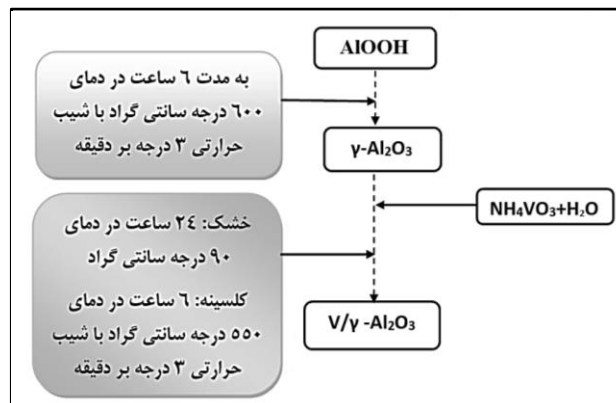 AlOOH
به مدت ٦ ساعت در دمای
٦٠٠ درجه سانتی گراد با شیب
حرارتی ٣ درجه بر دقیقه
γ-Al₂O₃
NH₄VO₃+H₂O
خشک: ٢٤ ساعت در دمای
٩٠ درجه سانتی گراد
کلسینه: ٦ ساعت در دمای
٥٥٠ درجه سانتی گراد با شیب
حرارتی ٣ درجه بر دقیقه
V/γ -Al₂O₃